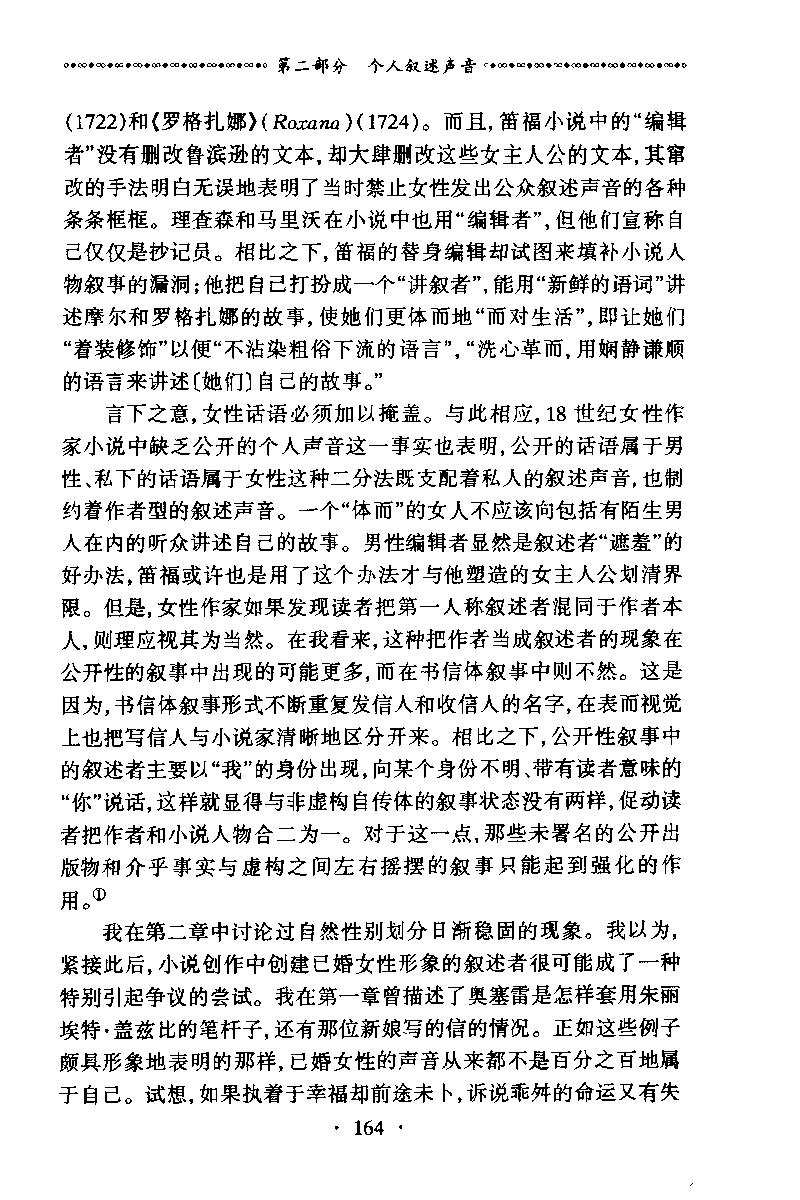 第二部分　个人叙述声音
(1722)和《罗格扎娜》(Roxana)(1724)。而且,笛福小说中的“编辑
者”没有删改鲁滨逊的文本,却大肆删改这些女主人公的文本,其窜
改的手法明白无误地表明了当时禁止女性发出公众叙述声音的各种
条条框框。理查森和马里沃在小说中也用“编辑者”,但他们宣称自
己仅仅是抄记员。相比之下,笛福的替身编辑却试图来填补小说人
物叙事的漏洞;他把自己打扮成一个“讲叙者”,能用“新鲜的语词”讲
述摩尔和罗格扎娜的故事,使她们更体而地“而对生活”,即让她们
“着装修饰”以便“不沾染粗俗下流的语言”,“洗心革而,用娴静谦顺
的语言来讲述〔她们〕自己的故事。”
言下之意,女性话语必须加以掩盖。与此相应,18 世纪女性作
家小说中缺乏公开的个人声音这一事实也表明,公开的话语属于男
性、私下的话语属于女性这种二分法既支配着私人的叙述声音,也制
约着作者型的叙述声音。一个“体而”的女人不应该向包括有陌生男
人在内的听众讲述自己的故事。男性编辑者显然是叙述者“遮羞”的
好办法,笛福或许也是用了这个办法才与他塑造的女主人公划清界
限。但是,女性作家如果发现读者把第一人称叙述者混同于作者本
人,则理应视其为当然。在我看来,这种把作者当成叙述者的现象在
公开性的叙事中出现的可能更多,而在书信体叙事中则不然。这是
因为,书信体叙事形式不断重复发信人和收信人的名字,在表而视觉
上也把写信人与小说家清晰地区分开来。相比之下,公开性叙事中
的叙述者主要以“我”的身份出现,向某个身份不明、带有读者意味的
“你”说话,这样就显得与非虚构自传体的叙事状态没有两样,促动读
者把作者和小说人物合二为一。对于这一点,那些未署名的公开出
版物和介乎事实与虚构之间左右摇摆的叙事只能起到强化的作
用。①
我在第二章中讨论过自然性别划分日渐稳固的现象。我以为,
紧接此后,小说创作中创建已婚女性形象的叙述者很可能成了一种
特别引起争议的尝试。我在第一章曾描述了奥塞雷是怎样套用朱丽
埃特·盖兹比的笔杆子,还有那位新娘写的信的情况。正如这些例子
颇具形象地表明的那样,已婚女性的声音从来都不是百分之百地属
于自己。试想,如果执着于幸福却前途未卜,诉说乖舛的命运又有失
· 164 ·